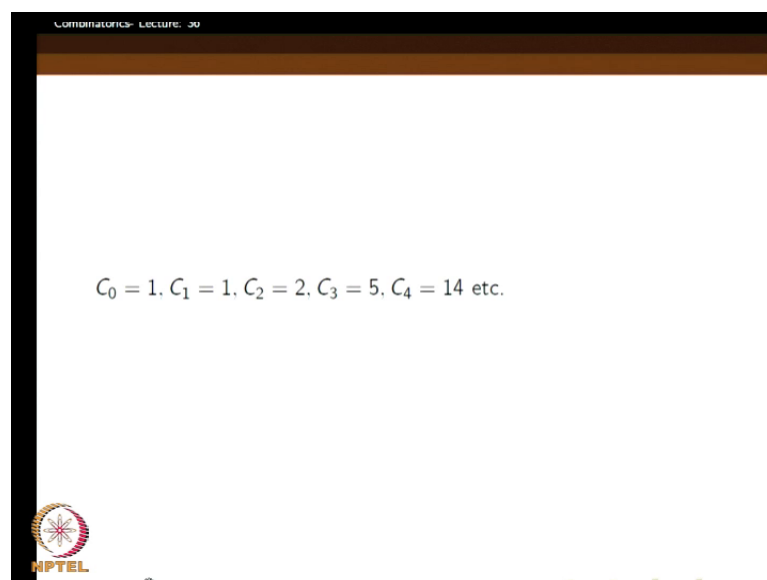 Combinatorics- Lecture: 30
C₀ = 1, C₁ = 1, C₂ = 2, C₃ = 5, C₄ = 14 etc.
NPTEL